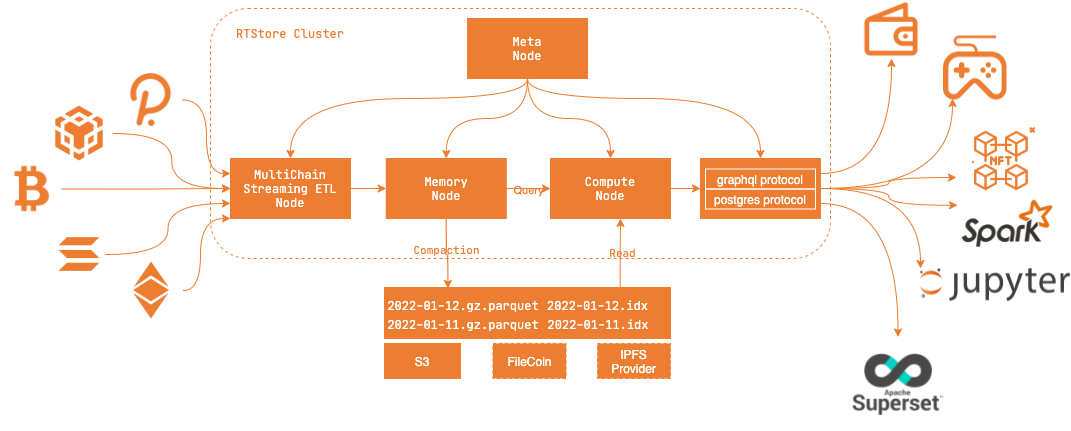 RTStore Cluster
Meta
Node
MultiChain
Streaming ETL
Node
Memory
Node
Query
Compute
Node
graphql protocol
postgres protocol
NFT
Spark
jupyter
Compaction
Read
2022-01-12.gz.parquet 2022-01-12.idx
2022-01-11.gz.parquet 2022-01-11.idx
S3
FileCoin
IPFS
Provider
Apache
Superset™